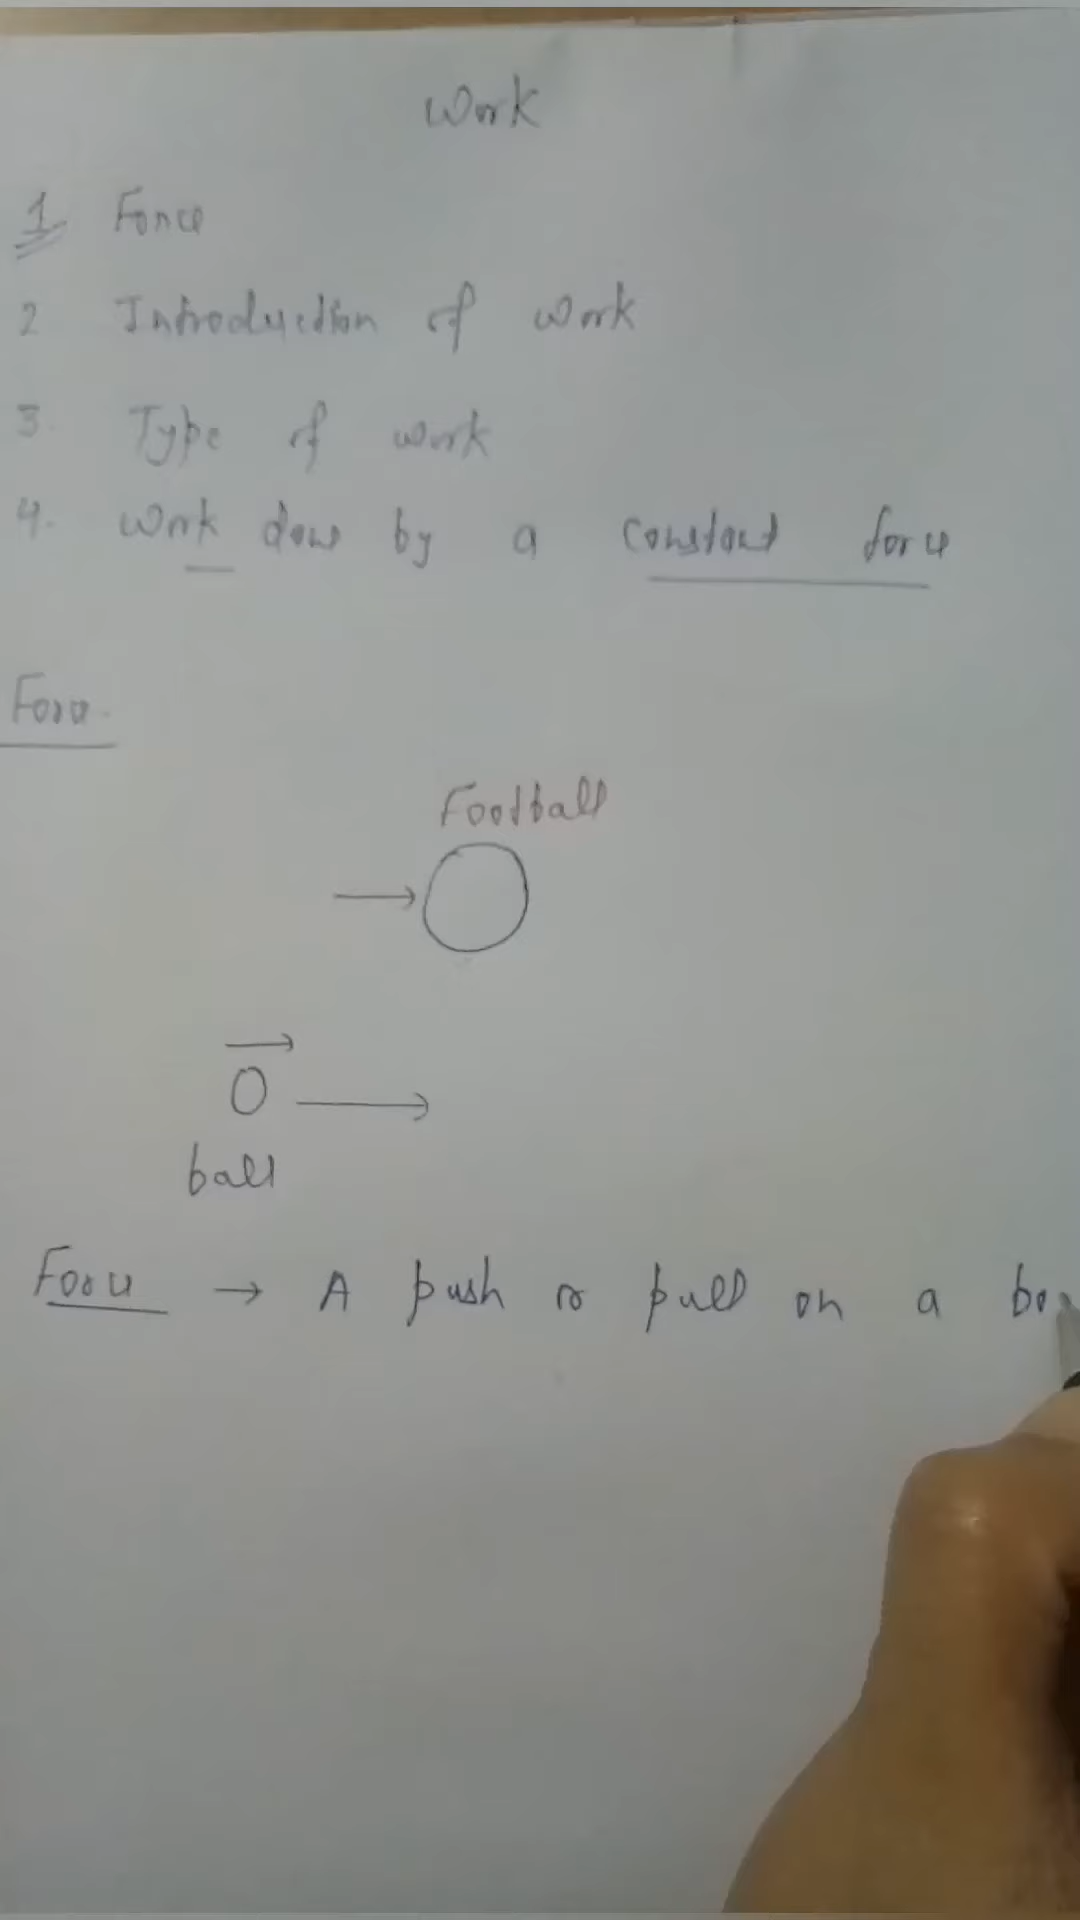 Work
1 Force
2 Introduction of work
3. Type of work
4. Work done by a constant force
Force
Football
ball
Force → A push or pull on a bo